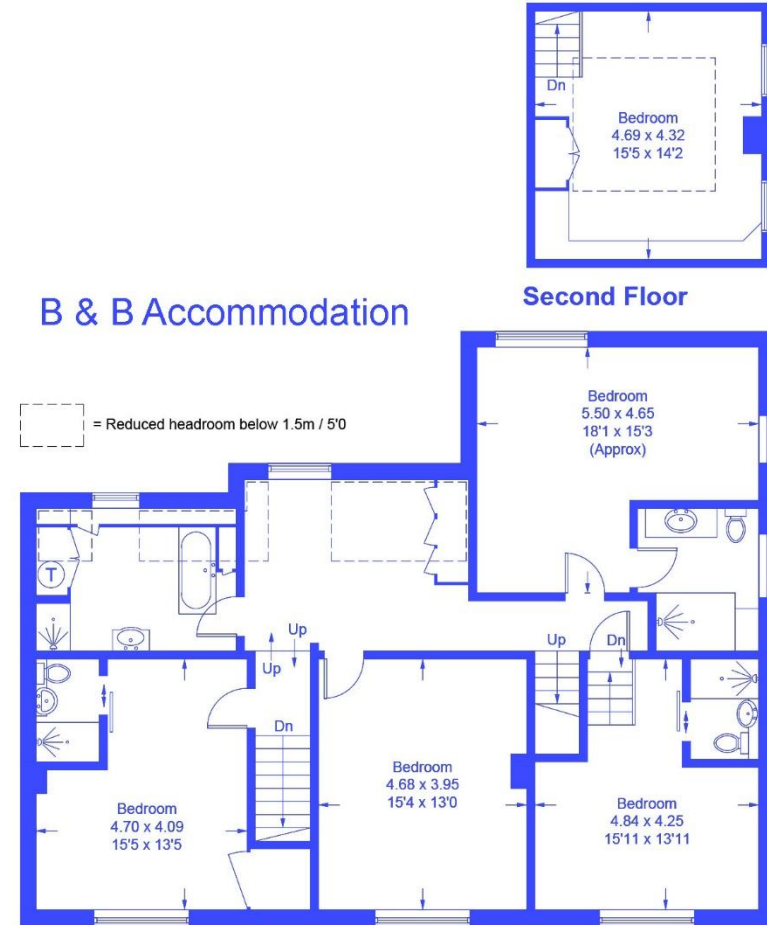 Dn
Bedroom
4.69 x 4.32
15'5 x 14'2
Second Floor
B & B Accommodation
= Reduced headroom below 1.5m / 5'0
Bedroom
5.50 x 4.65
18'1 x 15'3
(Approx)
T
Up
Up
Dn
Up
Dn
Bedroom
4.70 x 4.09
15'5 x 13'5
Bedroom
4.68 x 3.95
15'4 x 13'0
Bedroom
4.84 x 4.25
15'11 x 13'11